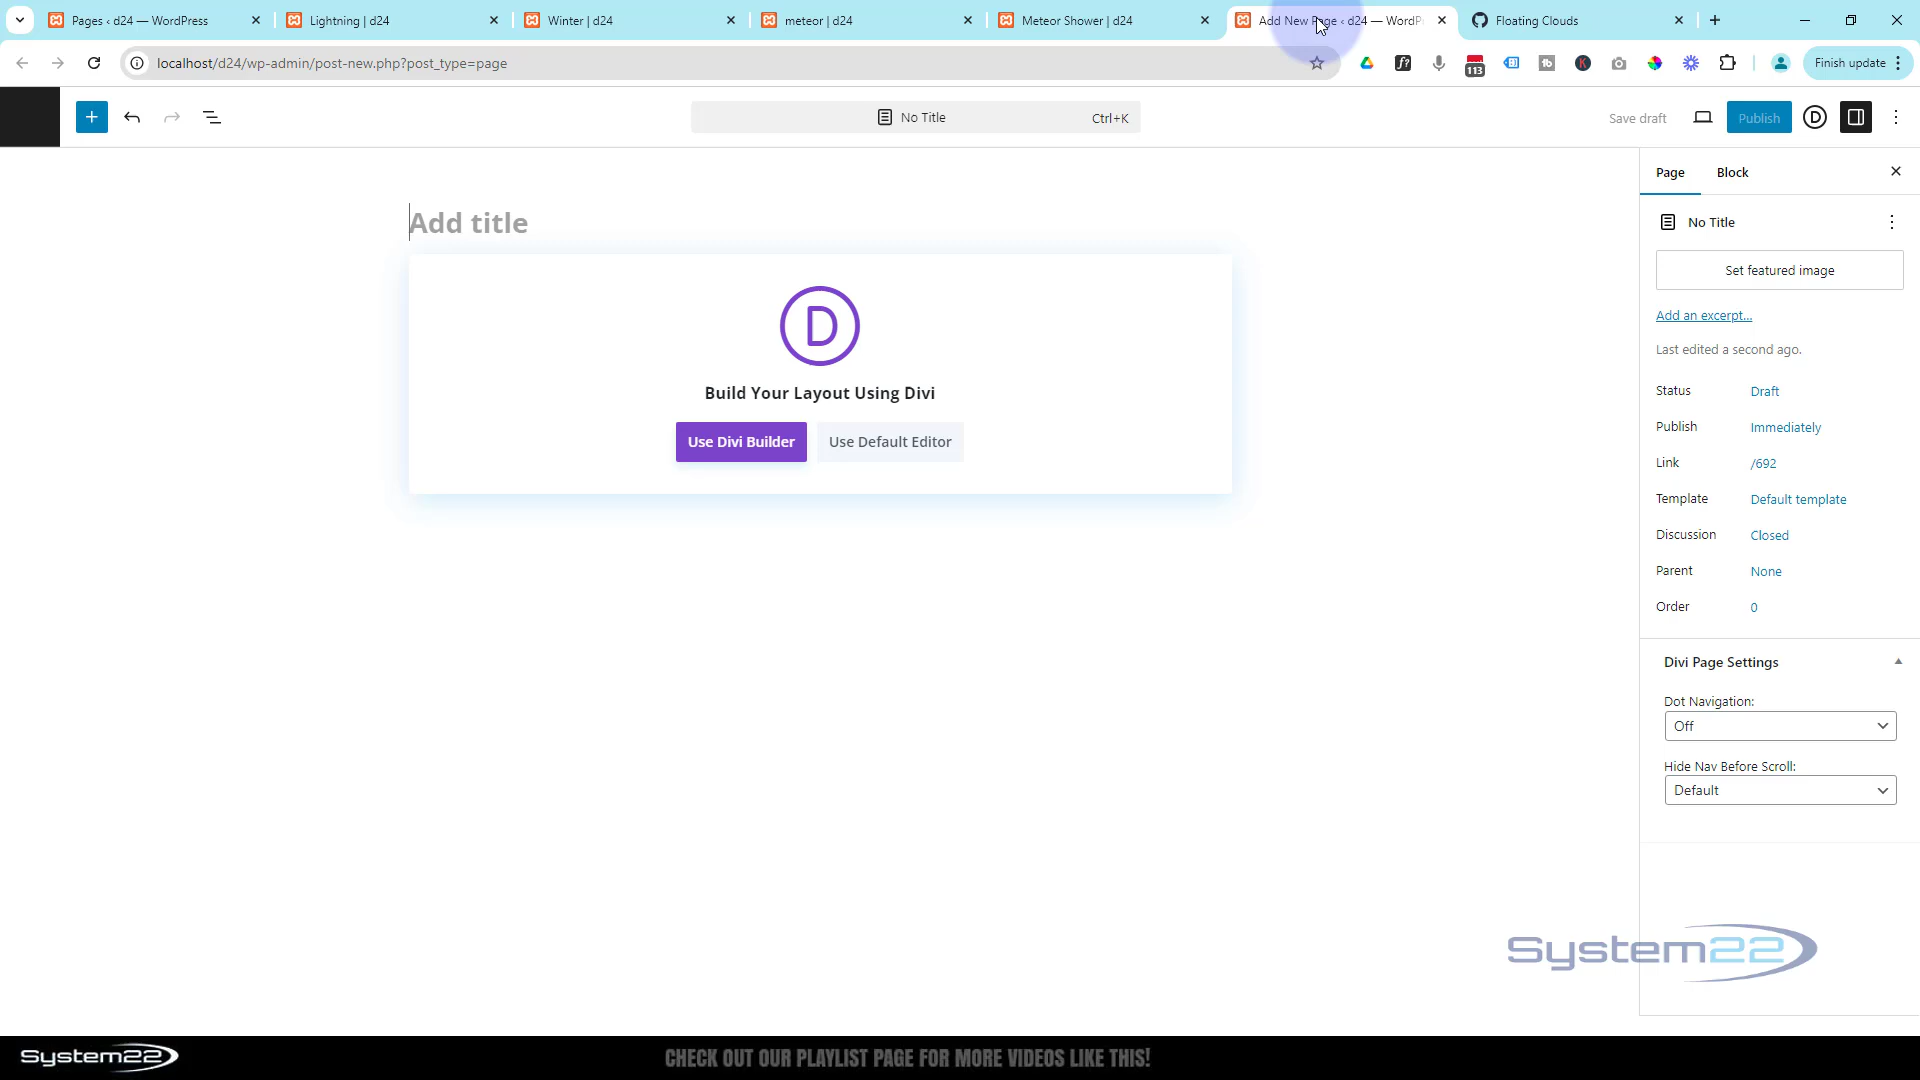 Pages ‹ d24 — WordPress
Lightning | d24
Winter | d24
meteor | d24
Meteor Shower | d24
Add New Page ‹ d24 — WordP
Floating Clouds
localhost/d24/wp-admin/post-new.php?post_type=page
113
Finish update
No Title
Ctrl+K
Save draft
Publish
Page
Block
Add title
No Title
Set featured image
Add an excerpt...
Last edited a second ago.
Build Your Layout Using Divi
Use Divi Builder
Use Default Editor
Status Draft
Publish Immediately
Link /692
Template Default template
Discussion Closed
Parent None
Order 0
Divi Page Settings
Dot Navigation:
Off
Hide Nav Before Scroll:
Default
System22
System22
CHECK OUT OUR PLAYLIST PAGE FOR MORE VIDEOS LIKE THIS!